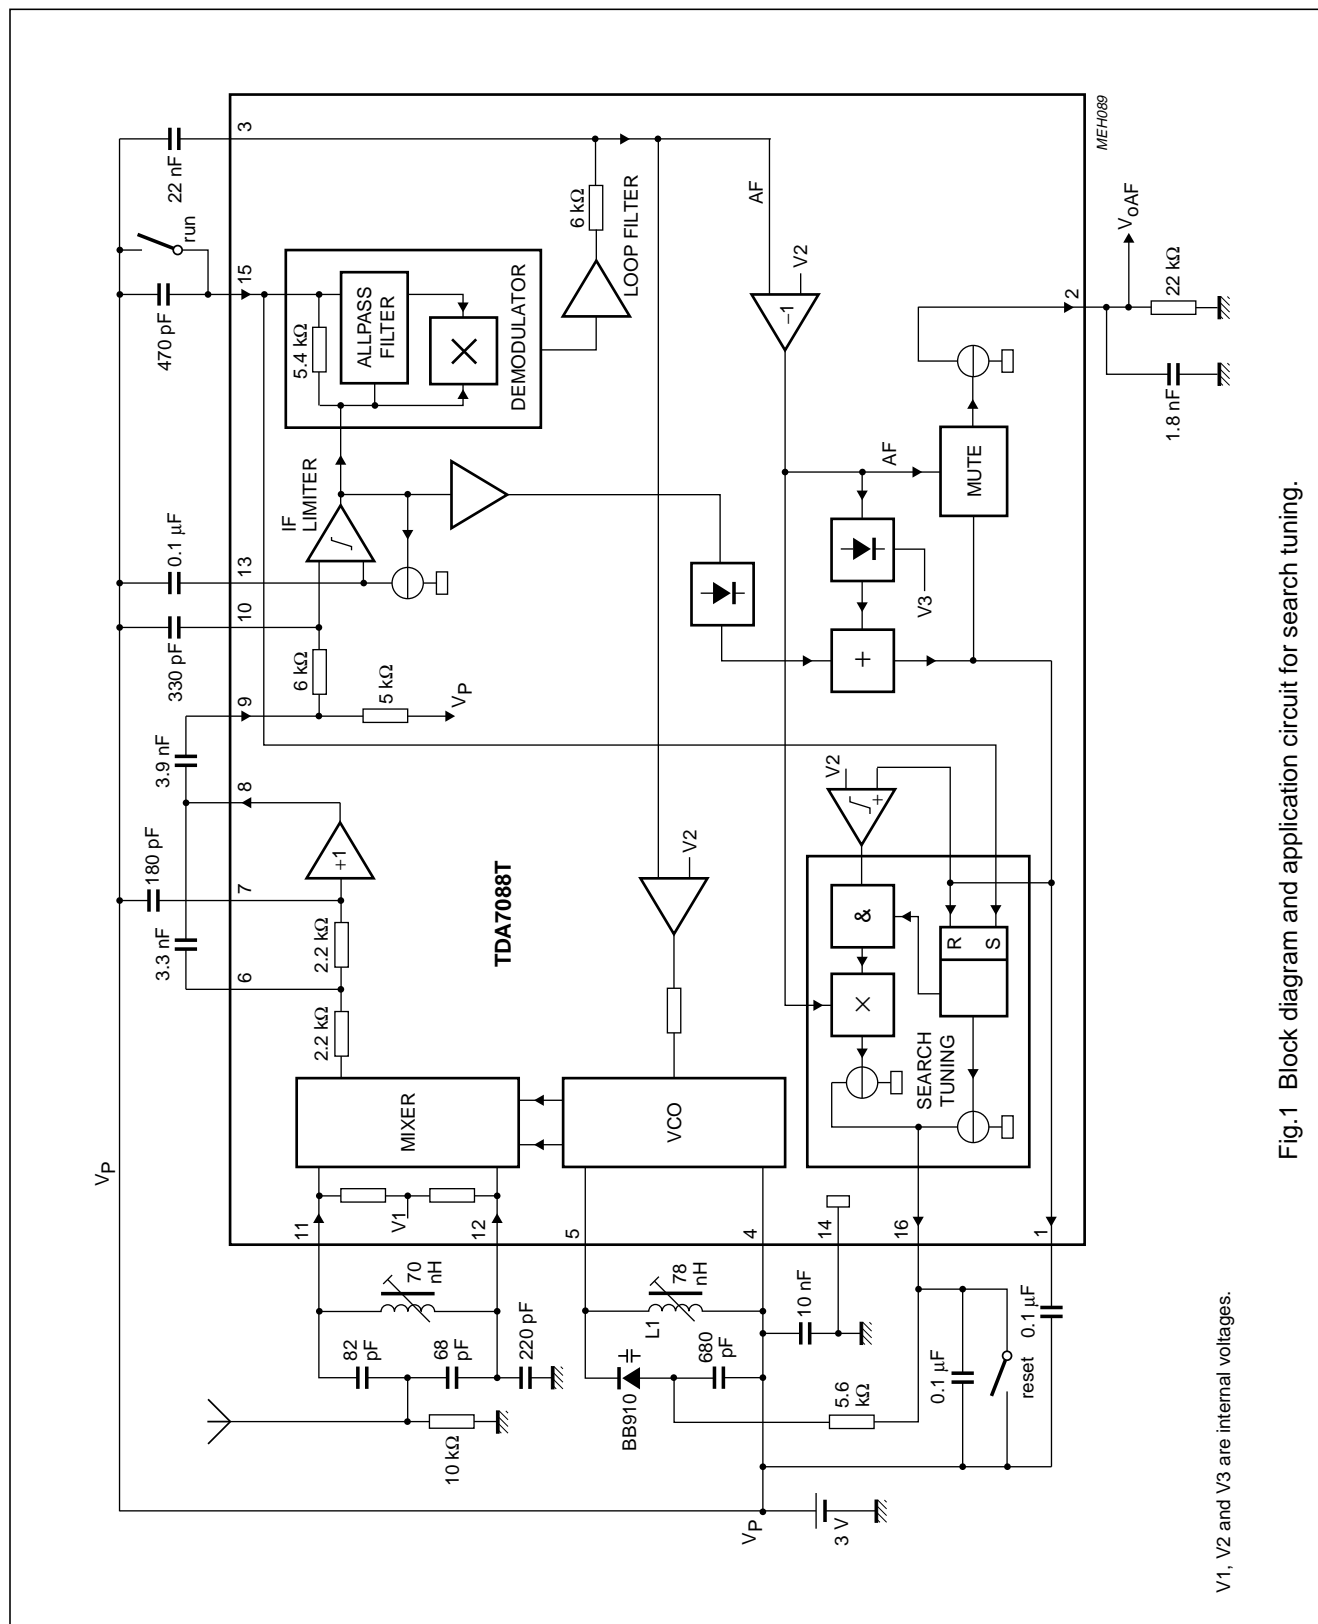 VP
22 nF
3
run
15
470 pF
0.1 µF
13
10
330 pF
9
3.9 nF
8
180 pF
7
3.3 nF
6
5.4 kΩ
ALLPASS
FILTER
DEMODULATOR
6 kΩ
LOOP FILTER
IF
LIMITER
6 kΩ
5 kΩ
VP
+1
2.2 kΩ
2.2 kΩ
TDA7088T
MIXER
V1
11
12
70
nH
82
pF
68
pF
220 pF
10 kΩ
AF
V2
−1
AF
MUTE
V3
+
V2
VCO
5
4
78
nH
L1
BB910
680
pF
V2
+
&
×
R
S
SEARCH
TUNING
14
10 nF
16
1
5.6
kΩ
0.1 µF
reset
0.1 µF
VP
3 V
MEH089
VoAF
2
22 kΩ
1.8 nF
V1, V2 and V3 are internal voltages.
Fig.1 Block diagram and application circuit for search tuning.